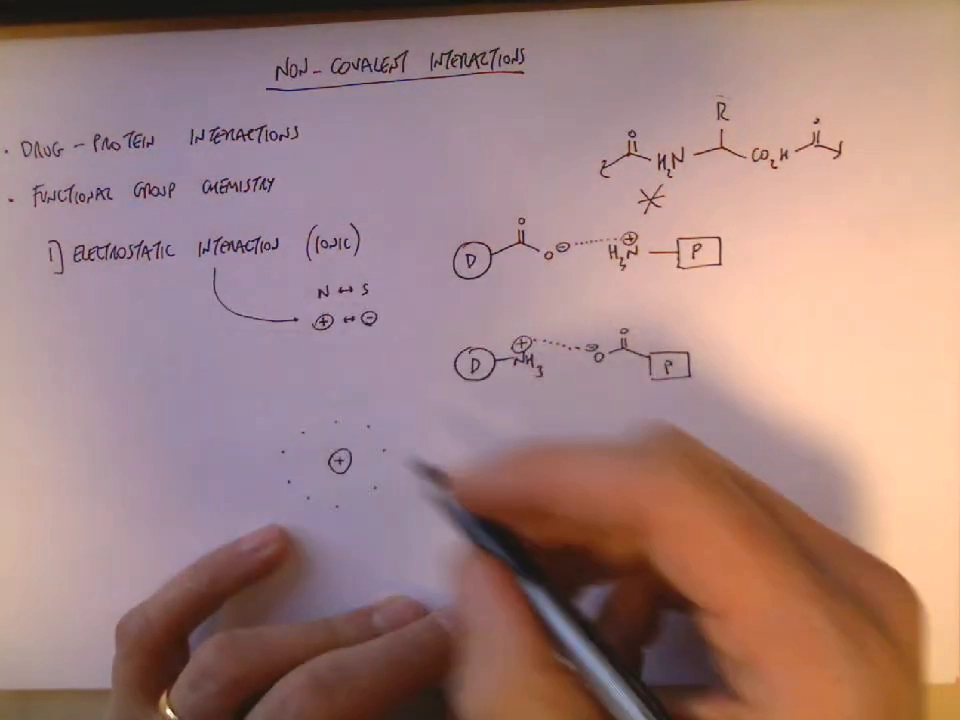 NON-COVALENT INTERACTIONS
· DRUG - PROTEIN INTERACTIONS
· FUNCTIONAL GROUP CHEMISTRY
1] ELECTROSTATIC INTERACTION (IONIC)
N ↔ S
⊕ ↔ ⊖
R
O H₂N CO₂H O
O
D O ⊖ ⊕ H₃N P
⊕ O
D NH₃ ⊖ O P
⊕